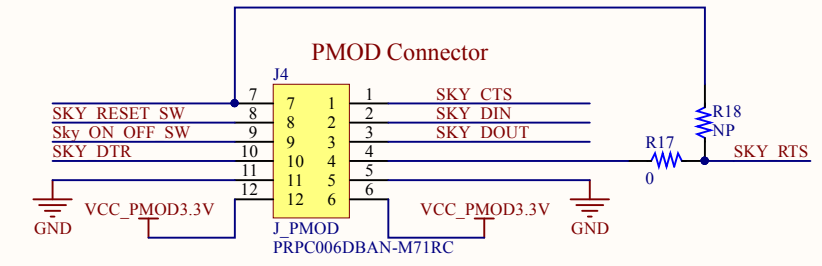 PMOD Connector
J4
7 7 1 1 SKY_CTS
SKY_RESET_SW 8 8 2 2 SKY_DIN
Sky_ON_OFF_SW 9 9 3 3 SKY_DOUT
SKY_DTR 10 10 4 4
11 11 5 5
12 12 6 6
R18
NP
R17
0
SKY_RTS
GND
VCC_PMOD3.3V
VCC_PMOD3.3V
GND
J_PMOD
PRPC006DBAN-M71RC